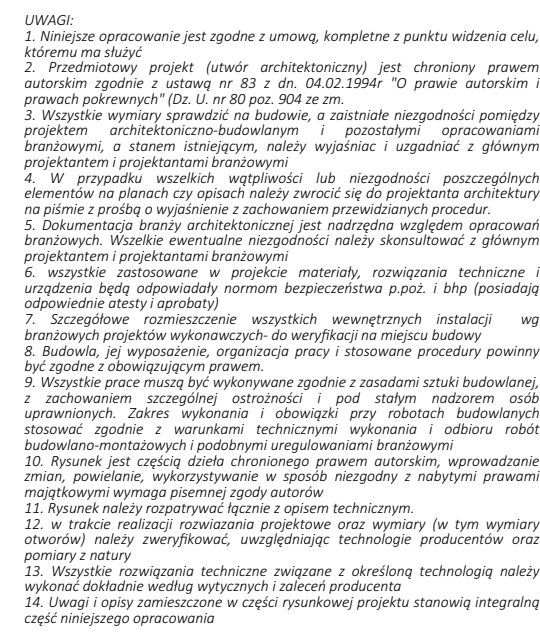 UWAGI:
1. Niniejsze opracowanie jest zgodne z umową, kompletne z punktu widzenia celu,
któremu ma służyć
2. Przedmiotowy projekt (utwór architektoniczny) jest chroniony prawem
autorskim zgodnie z ustawą nr 83 z dn. 04.02.1994r "O prawie autorskim i
prawach pokrewnych" (Dz. U. nr 80 poz. 904 ze zm.
3. Wszystkie wymiary sprawdzić na budowie, a zaistniałe niezgodności pomiędzy
projektem architektoniczno-budowlanym i pozostałymi opracowaniami
branżowymi, a stanem istniejącym, należy wyjaśniac i uzgadniać z głównym
projektantem i projektantami branżowymi
4. W przypadku wszelkich wątpliwości lub niezgodności poszczególnych
elementów na planach czy opisach należy zwrocić się do projektanta architektury
na piśmie z prośbą o wyjaśnienie z zachowaniem przewidzianych procedur.
5. Dokumentacja branży architektonicznej jest nadrzędna względem opracowań
branżowych. Wszelkie ewentualne niezgodności należy skonsultować z głównym
projektantem i projektantami branżowymi
6. wszystkie zastosowane w projekcie materiały, rozwiązania techniczne i
urządzenia będą odpowiadały normom bezpieczeństwa p.poż. i bhp (posiadają
odpowiednie atesty i aprobaty)
7. Szczegółowe rozmieszczenie wszystkich wewnętrznych instalacji wg
branżowych projektów wykonawczych- do weryfikacji na miejscu budowy
8. Budowla, jej wyposażenie, organizacja pracy i stosowane procedury powinny
być zgodne z obowiązującym prawem.
9. Wszystkie prace muszą być wykonywane zgodnie z zasadami sztuki budowlanej,
z zachowaniem szczególnej ostrożności i pod stałym nadzorem osób
uprawnionych. Zakres wykonania i obowiązki przy robotach budowlanych
stosować zgodnie z warunkami technicznymi wykonania i odbioru robót
budowlano-montażowych i podobnymi uregulowaniami branżowymi
10. Rysunek jest częścią dzieła chronionego prawem autorskim, wprowadzanie
zmian, powielanie, wykorzystywanie w sposób niezgodny z nabytymi prawami
majątkowymi wymaga pisemnej zgody autorów
11. Rysunek należy rozpatrywać łącznie z opisem technicznym.
12. w trakcie realizacji rozwiazania projektowe oraz wymiary (w tym wymiary
otworów) należy zweryfikować, uwzględniając technologie producentów oraz
pomiary z natury
13. Wszystkie rozwiązania techniczne związane z określoną technologią należy
wykonać dokładnie według wytycznych i zaleceń producenta
14. Uwagi i opisy zamieszczone w części rysunkowej projektu stanowią integralną
część niniejszego opracowania